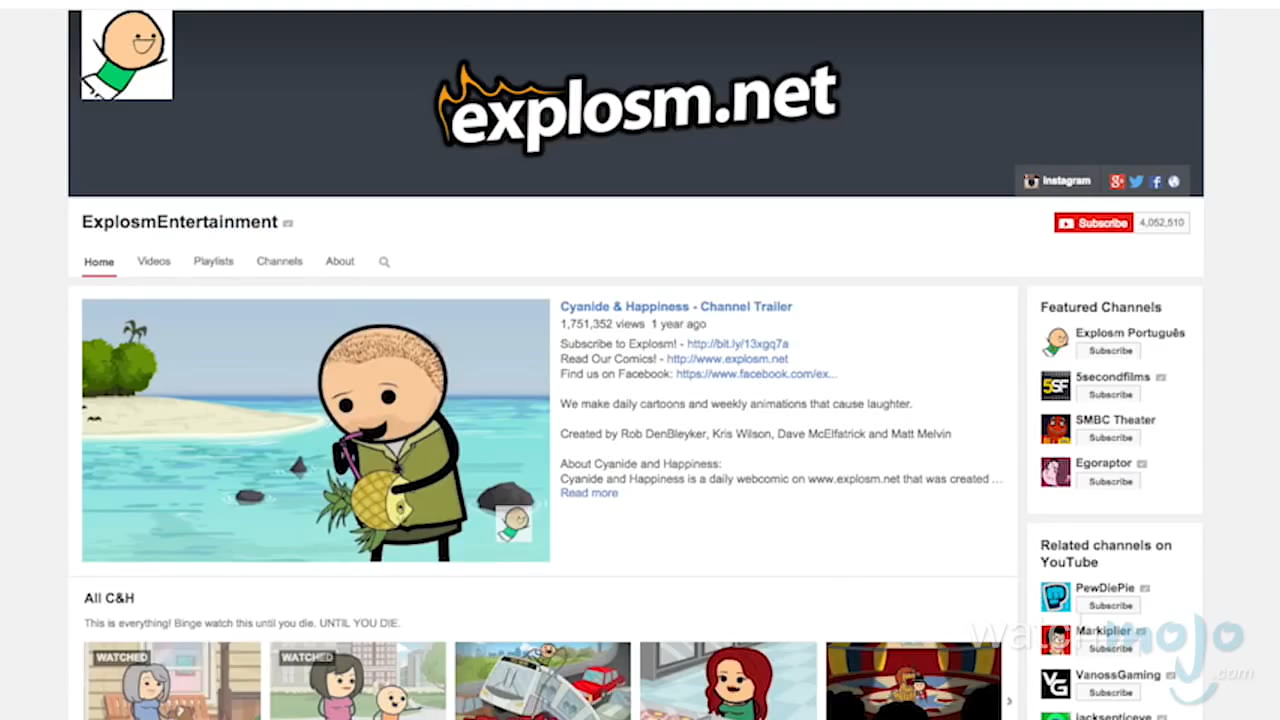 explosm.net
Instagram
ExplosmEntertainment
Subscribe 4,052,510
Home Videos Playlists Channels About
Cyanide & Happiness - Channel Trailer
1,751,352 views 1 year ago
Subscribe to Explosm! - http://bit.ly/13xgq7a
Read Our Comics! - http://www.explosm.net
Find us on Facebook: https://www.facebook.com/ex...
We make daily cartoons and weekly animations that cause laughter.
Created by Rob DenBleyker, Kris Wilson, Dave McElfatrick and Matt Melvin
About Cyanide and Happiness:
Cyanide and Happiness is a daily webcomic on www.explosm.net that was created ...
Read more
Featured Channels
Explosm Português
Subscribe
5SF
5secondfilms
Subscribe
SMBC Theater
Subscribe
Egoraptor
Subscribe
All C&H
This is everything! Binge watch this until you die. UNTIL YOU DIE.
WATCHED
WATCHED
Related channels on
YouTube
PewDiePie
Subscribe
Markiplier
Subscribe
VG
VanossGaming
Subscribe
jacksepticeye
watchmojo
.com